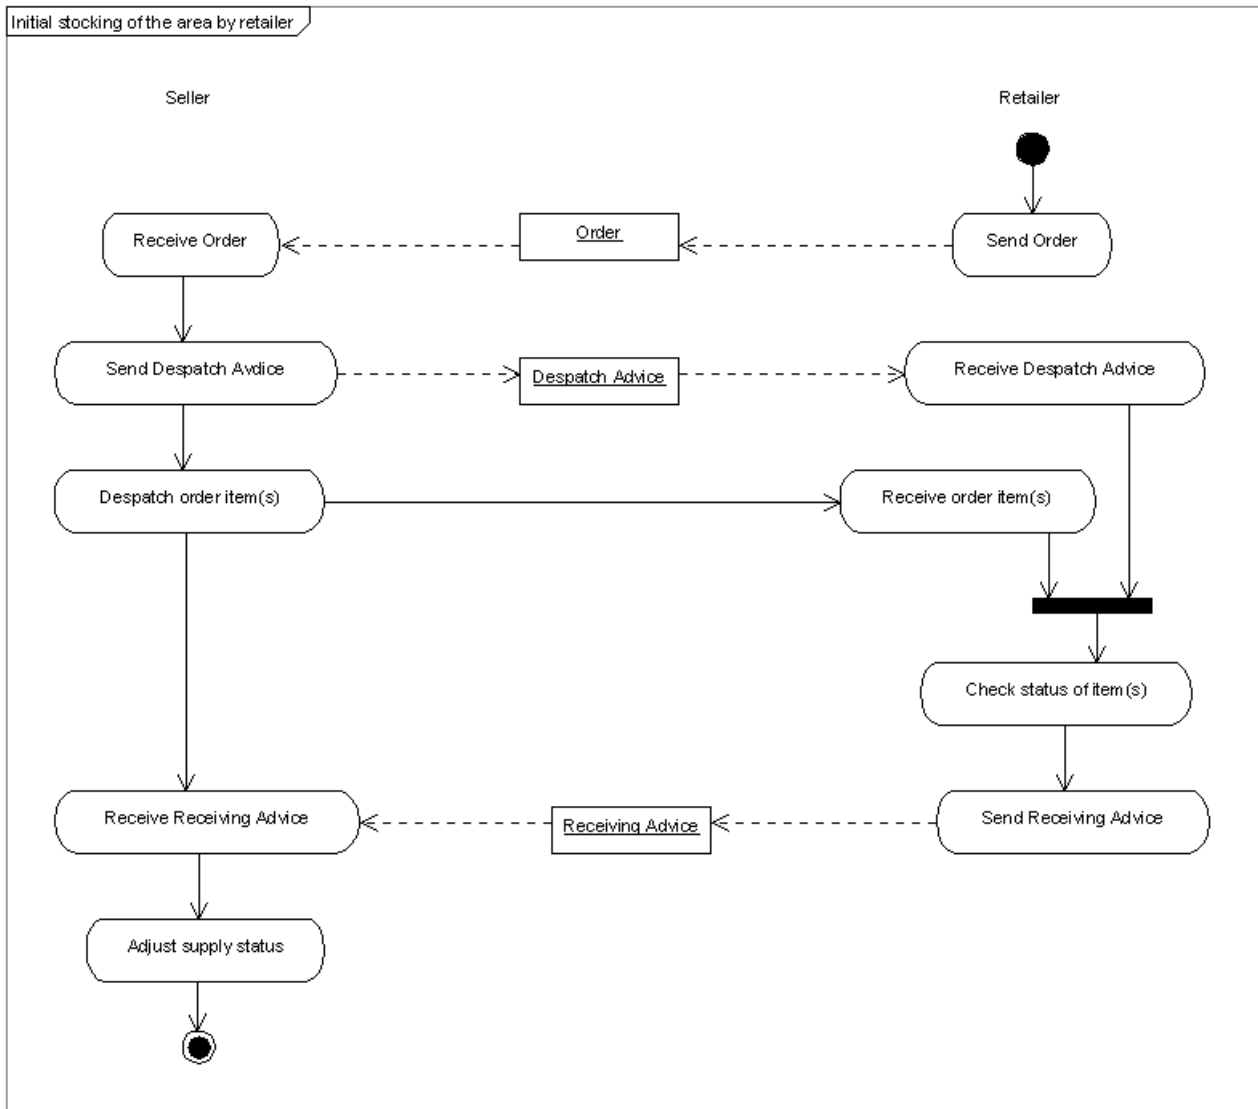 Initial stocking of the area by retailer
Seller
Retailer
Receive Order
Order
Send Order
Send Despatch Avdice
Despatch Advice
Receive Despatch Advice
Despatch order item(s)
Receive order item(s)
Check status of item(s)
Receive Receiving Advice
Receiving Advice
Send Receiving Advice
Adjust supply status